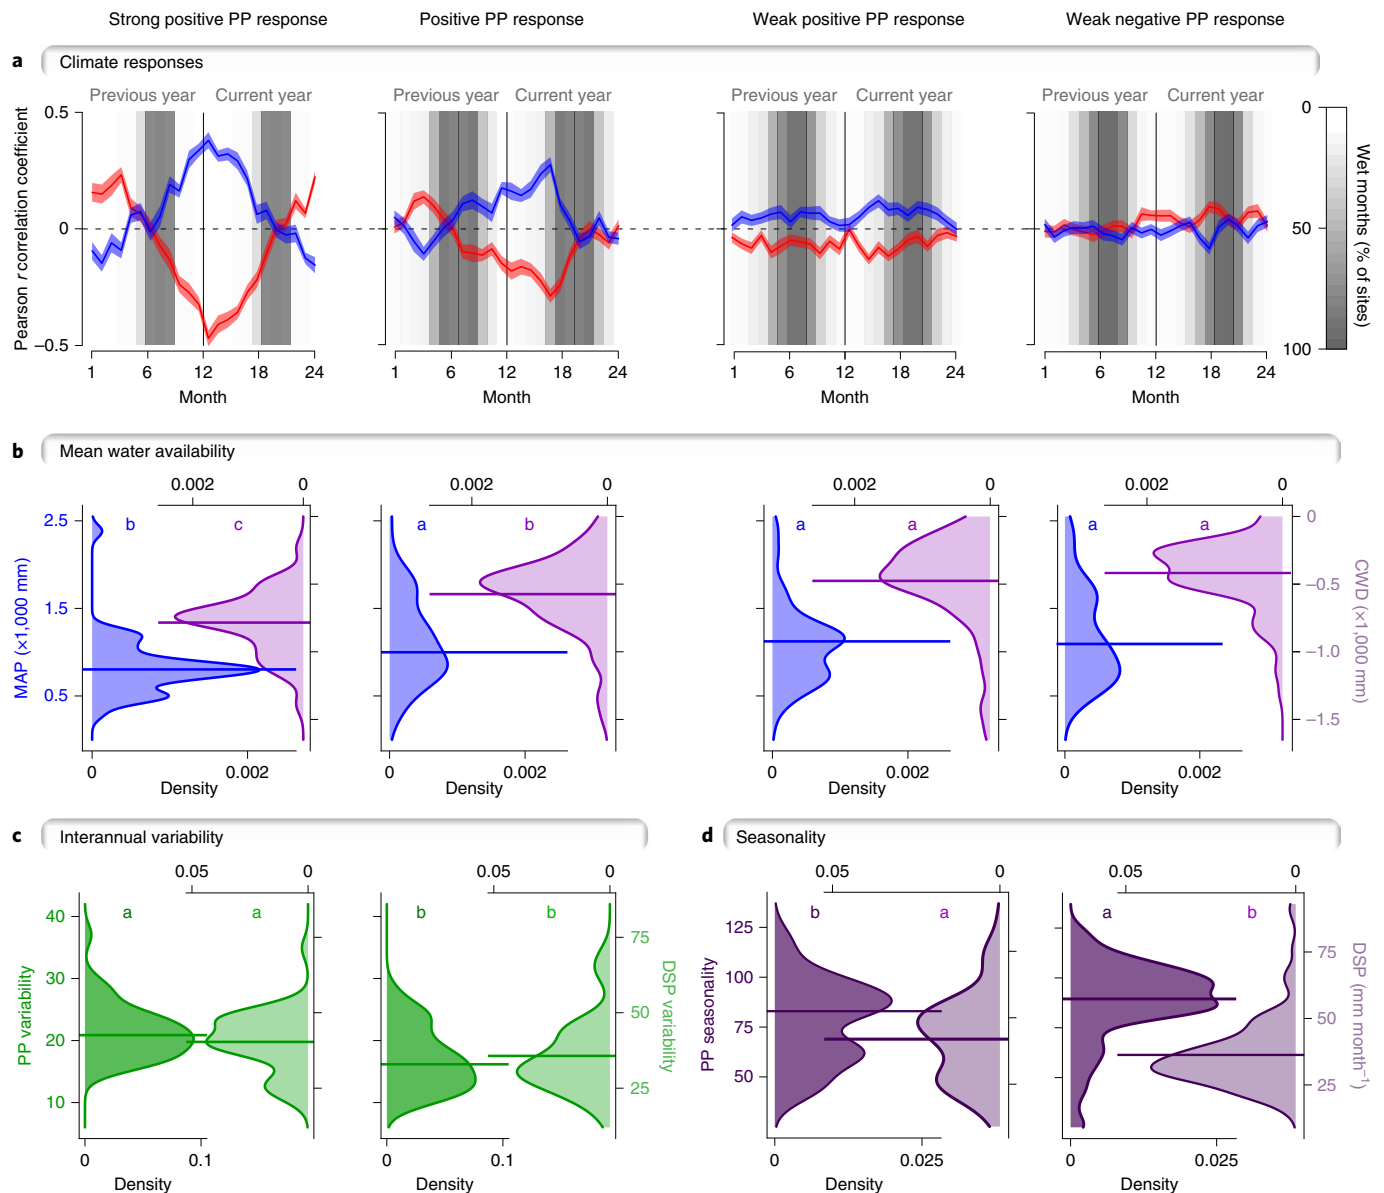 Strong positive PP response Positive PP response Weak positive PP response Weak negative PP response
a Climate responses
Previous year Current year Previous year Current year Previous year Current year Previous year Current year
0.5
0
–0.5
Pearson r correlation coefficient
0
50
100
Wet months (% of sites)
1 6 12 18 24 1 6 12 18 24 1 6 12 18 24 1 6 12 18 24
Month Month Month Month
b Mean water availability
0.002 0 0.002 0 0.002 0 0.002 0
b c a b a a a a
2.5
1.5
0.5
MAP (×1,000 mm)
0
–0.5
–1.0
–1.5
CWD (×1,000 mm)
0 0.002 0 0.002 0 0.002 0 0.002
Density Density Density Density
c Interannual variability
0.05 0 0.05 0
a a b b
40
30
20
10
PP variability
75
50
25
DSP variability
0 0.1 0 0.1
Density Density
d Seasonality
0.05 0 0.05 0
b a a b
125
100
75
50
PP seasonality
75
50
25
DSP (mm month⁻¹)
0 0.025 0 0.025
Density Density